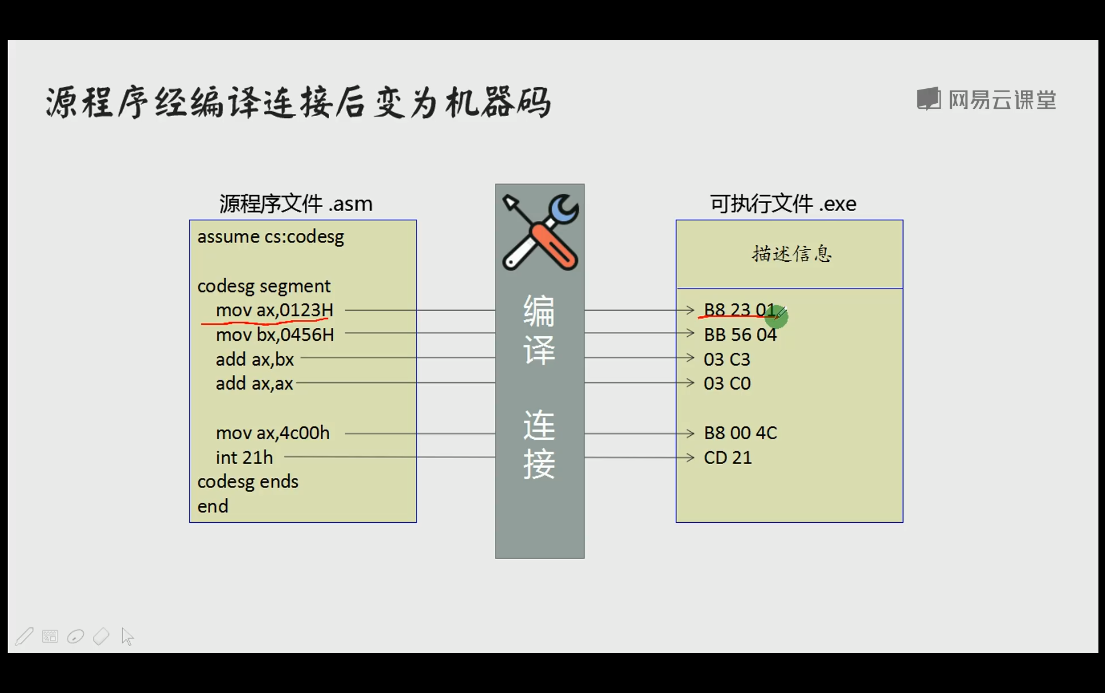 源程序经编译连接后变为机器码
网易云课堂
源程序文件 .asm
assume cs:codesg
codesg segment
mov ax,0123H
mov bx,0456H
add ax,bx
add ax,ax
mov ax,4c00h
int 21h
codesg ends
end
编译
连接
可执行文件 .exe
描述信息
B8 23 01
BB 56 04
03 C3
03 C0
B8 00 4C
CD 21